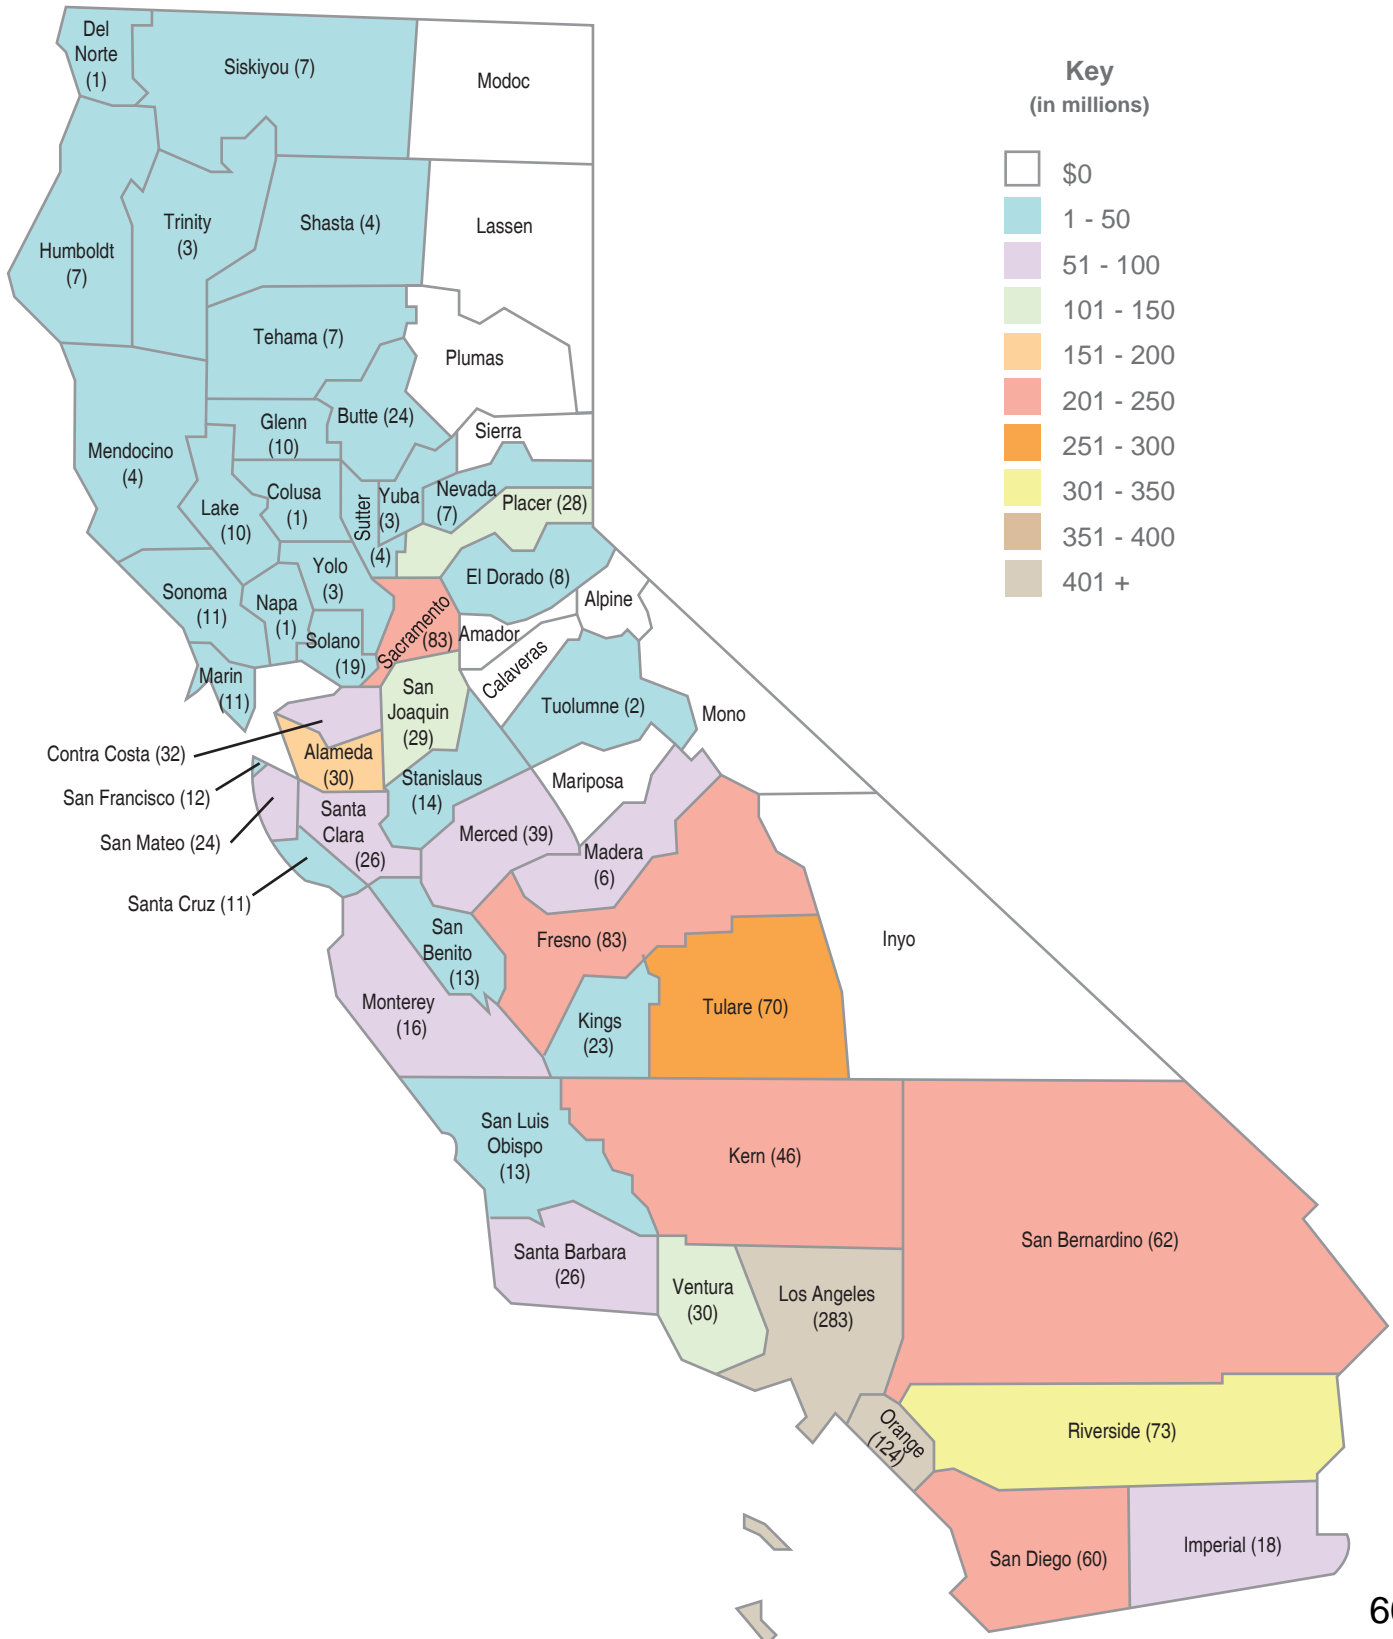 Del
Norte
(1)
Siskiyou (7)
Modoc
Key
(in millions)
$0
1 - 50
51 - 100
101 - 150
151 - 200
201 - 250
251 - 300
301 - 350
351 - 400
401 +
Humboldt
(7)
Trinity
(3)
Shasta (4)
Lassen
Tehama (7)
Plumas
Mendocino
(4)
Glenn
(10)
Butte (24)
Sierra
Lake
(10)
Colusa
(1)
Sutter
(4)
Yuba
(3)
Nevada
(7)
Placer (28)
Sonoma
(11)
Napa
(1)
Yolo
(3)
El Dorado (8)
Alpine
Solano
(19)
Sacramento
(83)
Amador
Calaveras
Marin
(11)
San
Joaquin
(29)
Tuolumne (2)
Mono
Contra Costa (32)
Alameda
(30)
Stanislaus
(14)
Mariposa
San Francisco (12)
San Mateo (24)
Santa
Clara
(26)
Merced (39)
Madera
(6)
Santa Cruz (11)
San
Benito
(13)
Fresno (83)
Inyo
Monterey
(16)
Kings
(23)
Tulare (70)
San Luis
Obispo
(13)
Kern (46)
San Bernardino (62)
Santa Barbara
(26)
Ventura
(30)
Los Angeles
(283)
Orange
(124)
Riverside (73)
San Diego (60)
Imperial (18)